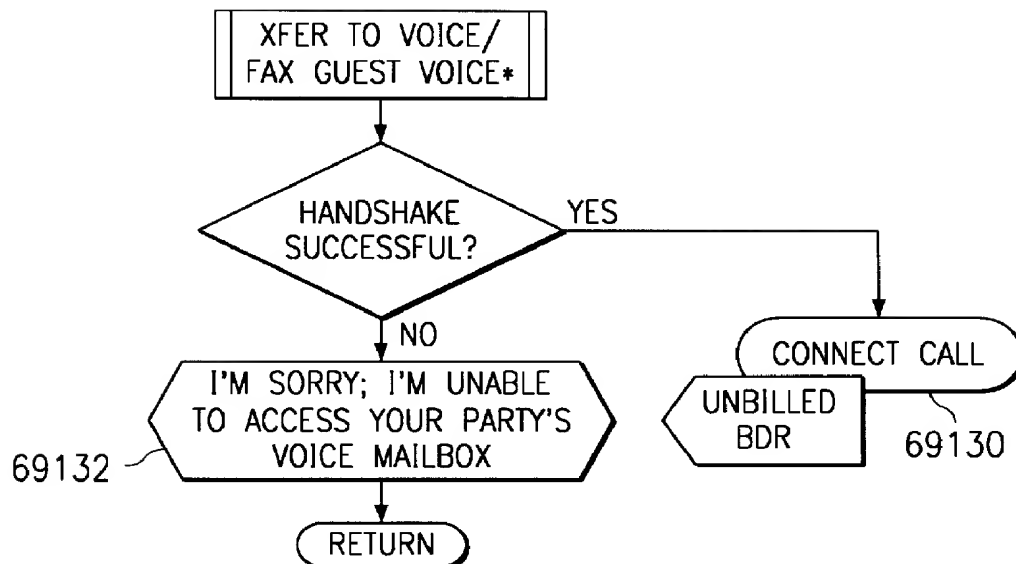 XFER TO VOICE/
FAX GUEST VOICE*
HANDSHAKE
SUCCESSFUL?
YES
NO
CONNECT CALL
UNBILLED
BDR
69130
I'M SORRY; I'M UNABLE
TO ACCESS YOUR PARTY'S
VOICE MAILBOX
69132
RETURN